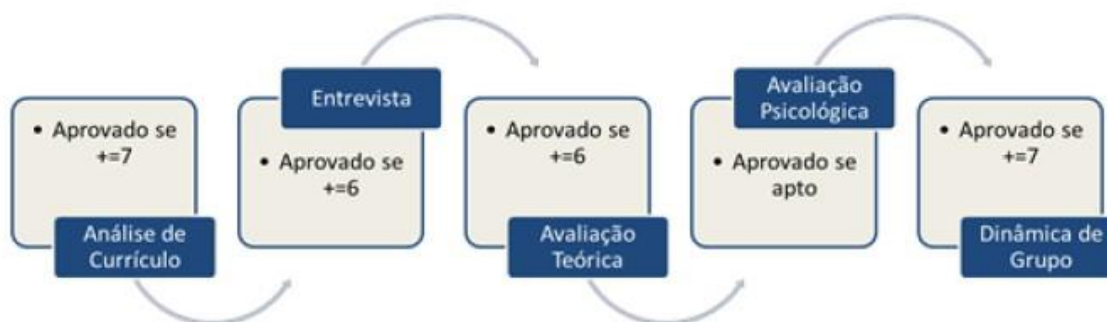 • Aprovado se
+=7
Análise de
Currículo
Entrevista
• Aprovado se
+=6
• Aprovado se
+=6
Avaliação
Teórica
Avaliação
Psicológica
• Aprovado se
apto
• Aprovado se
+=7
Dinâmica de
Grupo